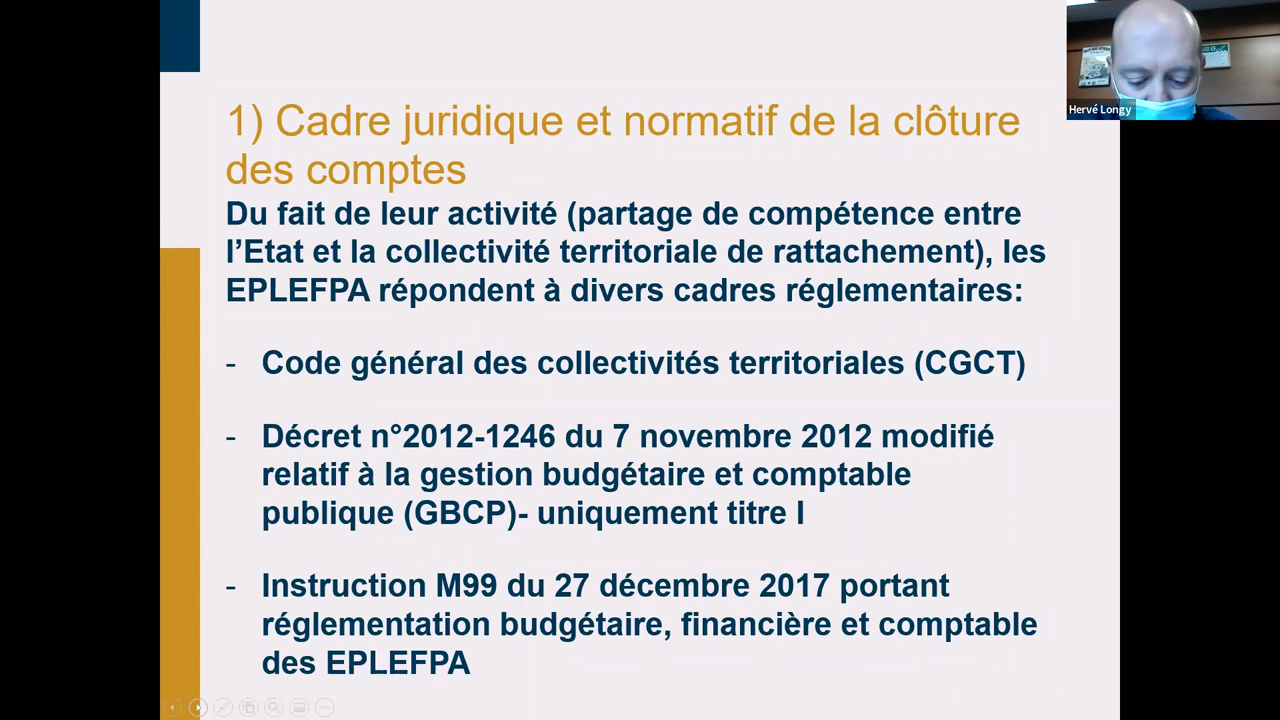 Hervé Longy
1) Cadre juridique et normatif de la clôture
des comptes
Du fait de leur activité (partage de compétence entre
l’Etat et la collectivité territoriale de rattachement), les
EPLEFPA répondent à divers cadres réglementaires:
- Code général des collectivités territoriales (CGCT)
- Décret n°2012-1246 du 7 novembre 2012 modifié
relatif à la gestion budgétaire et comptable
publique (GBCP)- uniquement titre I
- Instruction M99 du 27 décembre 2017 portant
réglementation budgétaire, financière et comptable
des EPLEFPA